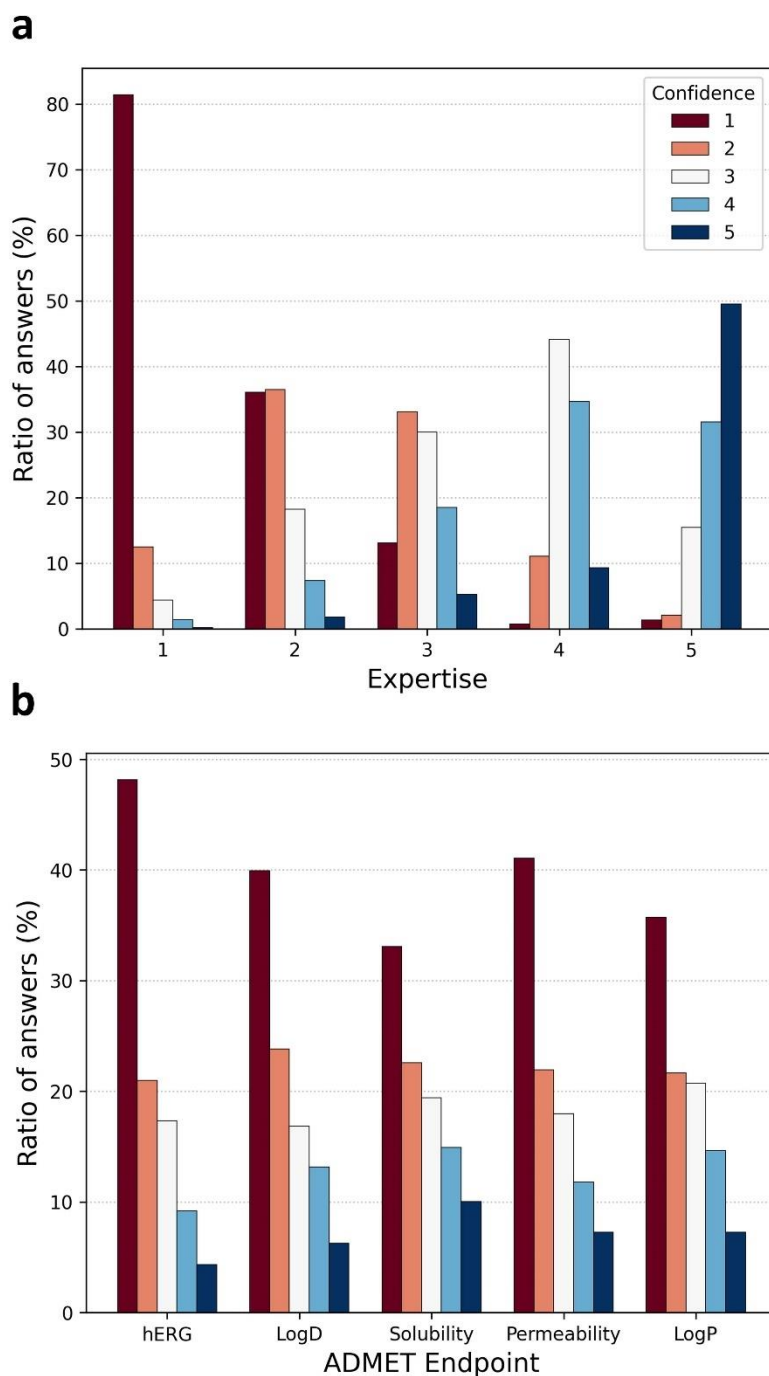 a
Confidence
1
2
3
4
5
80
70
60
50
40
30
20
10
0
Ratio of answers (%)
1 2 3 4 5
Expertise
b
50
40
30
20
10
0
Ratio of answers (%)
hERG LogD Solubility Permeability LogP
ADMET Endpoint